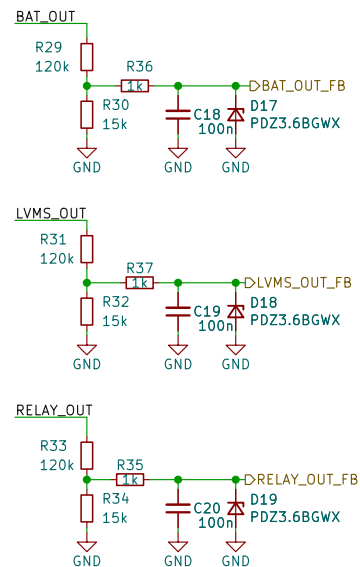 BAT_OUT
R29
120k
R36
1k
BAT_OUT_FB
R30
15k
C18
100n
D17
PDZ3.6BGWX
GND
GND
GND
LVMS_OUT
R31
120k
R37
1k
LVMS_OUT_FB
R32
15k
C19
100n
D18
PDZ3.6BGWX
GND
GND
GND
RELAY_OUT
R33
120k
R35
1k
RELAY_OUT_FB
R34
15k
C20
100n
D19
PDZ3.6BGWX
GND
GND
GND